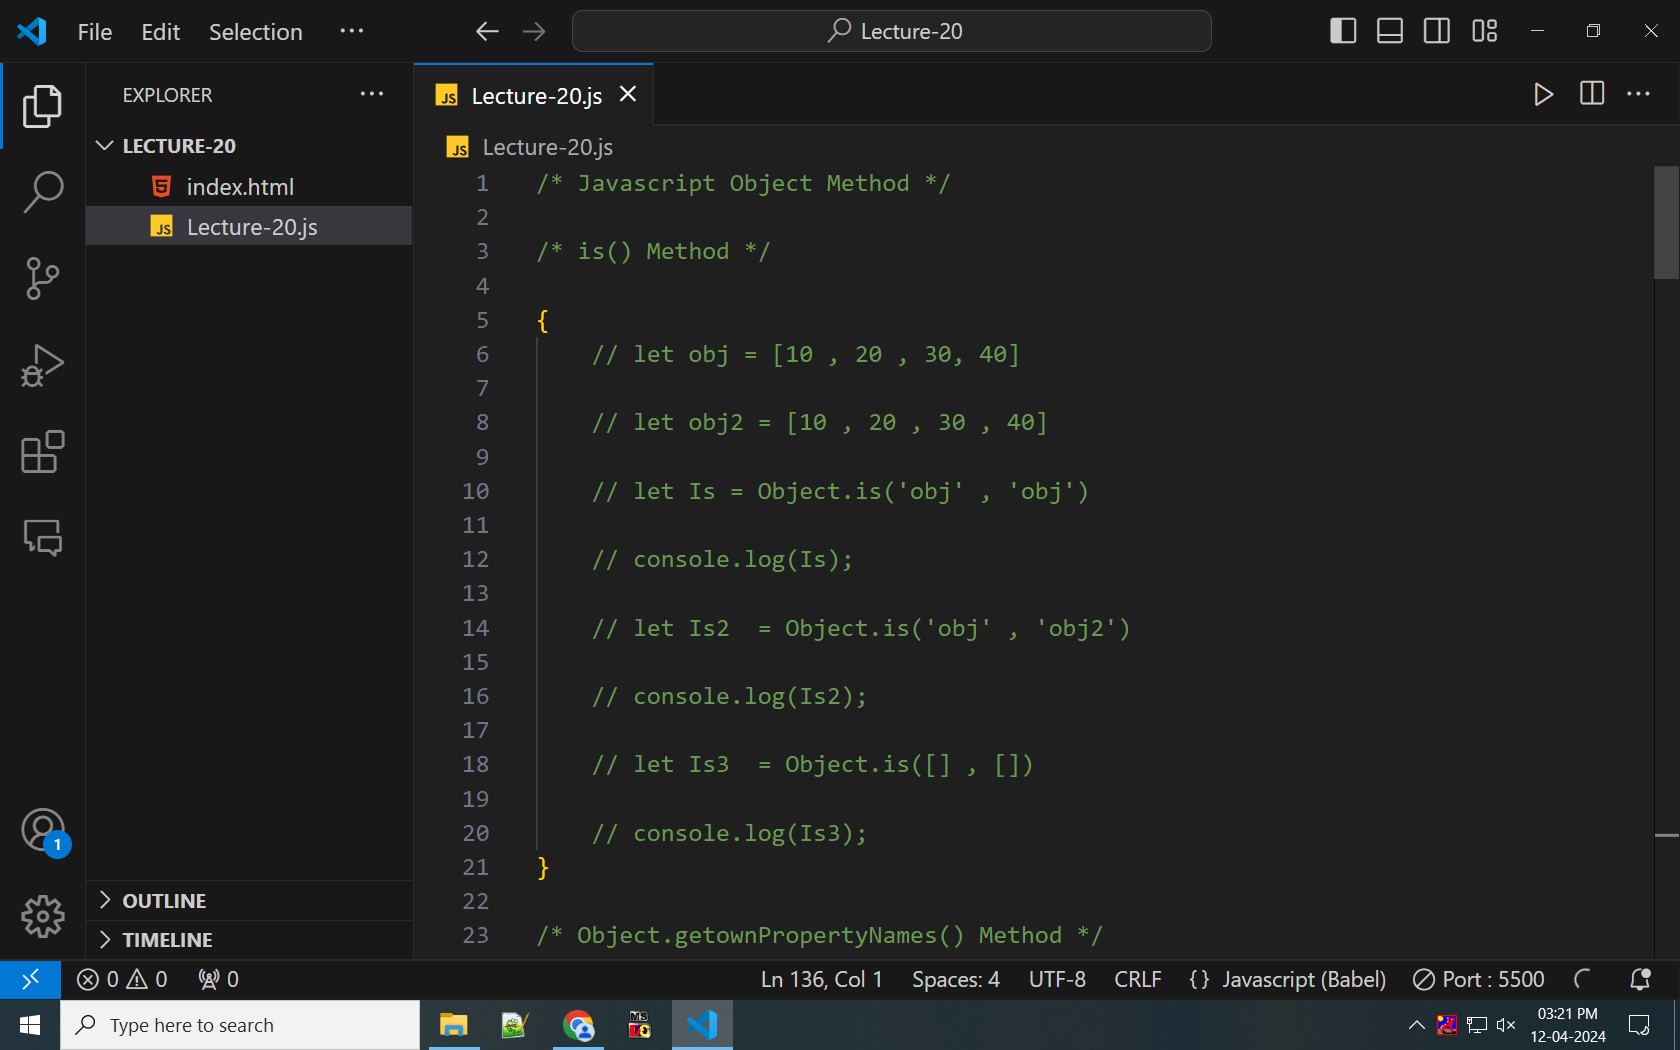 File Edit Selection ···
Lecture-20
EXPLORER ···
LECTURE-20
index.html
JS Lecture-20.js
OUTLINE
TIMELINE
1
JS Lecture-20.js
JS Lecture-20.js
1 /* Javascript Object Method */
2
3 /* is() Method */
4
5 {
6 // let obj = [10 , 20 , 30, 40]
7
8 // let obj2 = [10 , 20 , 30 , 40]
9
10 // let Is = Object.is('obj' , 'obj')
11
12 // console.log(Is);
13
14 // let Is2  = Object.is('obj' , 'obj2')
15
16 // console.log(Is2);
17
18 // let Is3  = Object.is([] , [])
19
20 // console.log(Is3);
21 }
22
23 /* Object.getownPropertyNames() Method */
0 0 0 Ln 136, Col 1 Spaces: 4 UTF-8 CRLF {} Javascript (Babel) Port : 5500
Type here to search
MS
03:21 PM
12-04-2024